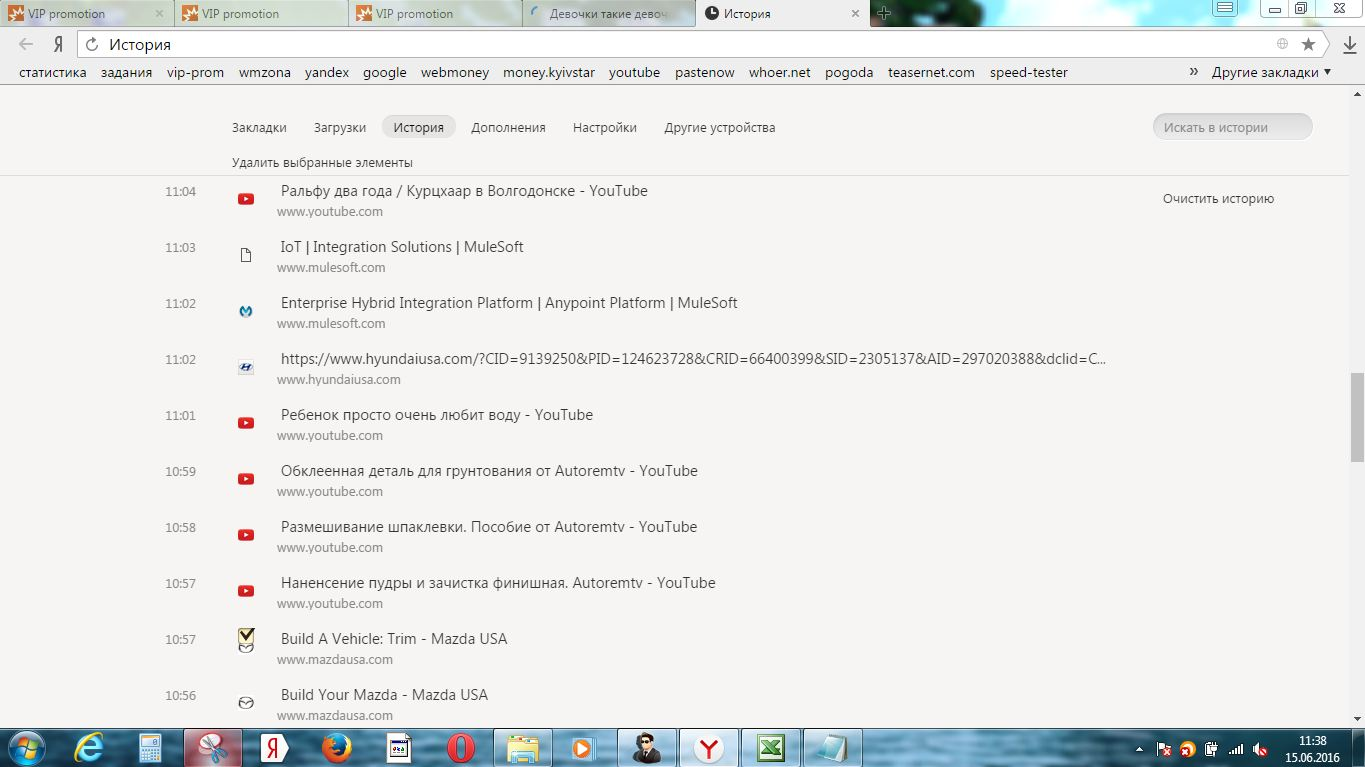 VIP promotion
VIP promotion
VIP promotion
Девочки такие девоч
История
Я
История
статистика задания vip-prom wmzona yandex google webmoney money.kyivstar youtube pastenow whoer.net pogoda teasernet.com speed-tester » Другие закладки
Закладки Загрузки История Дополнения Настройки Другие устройства Искать в истории
Удалить выбранные элементы
11:04 Ральфу два года / Курцхаар в Волгодонске - YouTube
www.youtube.com
Очистить историю
11:03 IoT | Integration Solutions | MuleSoft
www.mulesoft.com
11:02 Enterprise Hybrid Integration Platform | Anypoint Platform | MuleSoft
www.mulesoft.com
11:02 https://www.hyundaiusa.com/?CID=9139250&PID=124623728&CRID=66400399&SID=2305137&AID=297020388&dclid=C...
www.hyundaiusa.com
11:01 Ребенок просто очень любит воду - YouTube
www.youtube.com
10:59 Обклеенная деталь для грунтования от Autoremtv - YouTube
www.youtube.com
10:58 Размешивание шпаклевки. Пособие от Autoremtv - YouTube
www.youtube.com
10:57 Наненсение пудры и зачистка финишная. Autoremtv - YouTube
www.youtube.com
10:57 Build A Vehicle: Trim - Mazda USA
www.mazdausa.com
10:56 Build Your Mazda - Mazda USA
www.mazdausa.com
11:38
15.06.2016